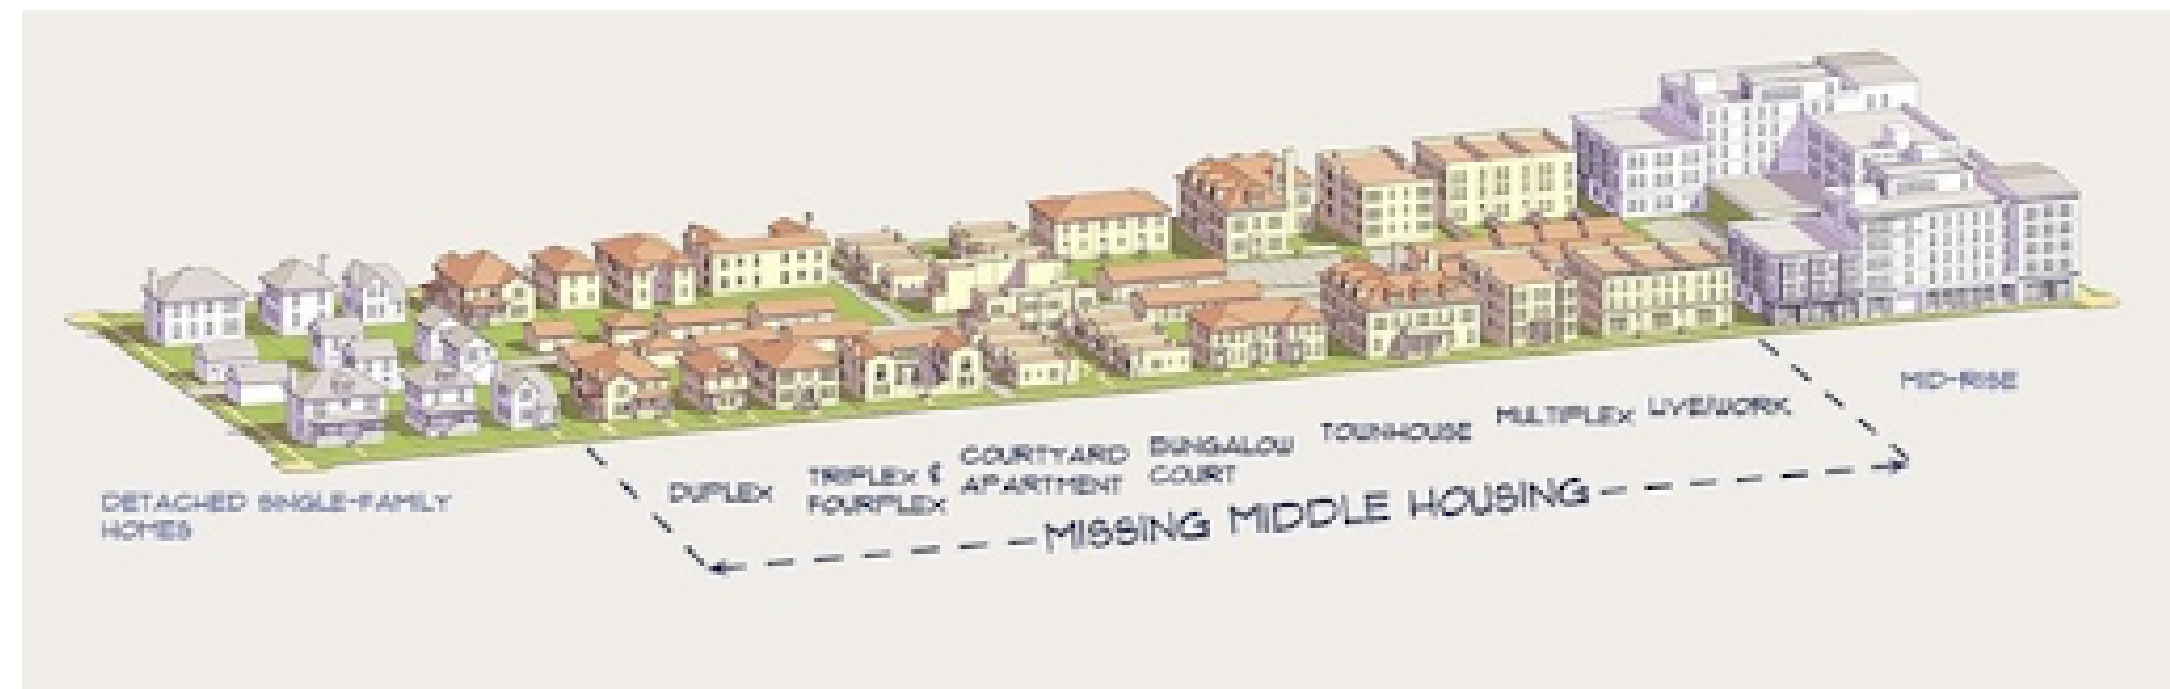 DETACHED SINGLE-FAMILY
HOMES
DUPLEX
TRIPLEX &
FOURPLEX
COURTYARD
APARTMENT
BUNGALOW
COURT
TOWNHOUSE
MULTIPLEX
LIVE/WORK
MID-RISE
MISSING MIDDLE HOUSING